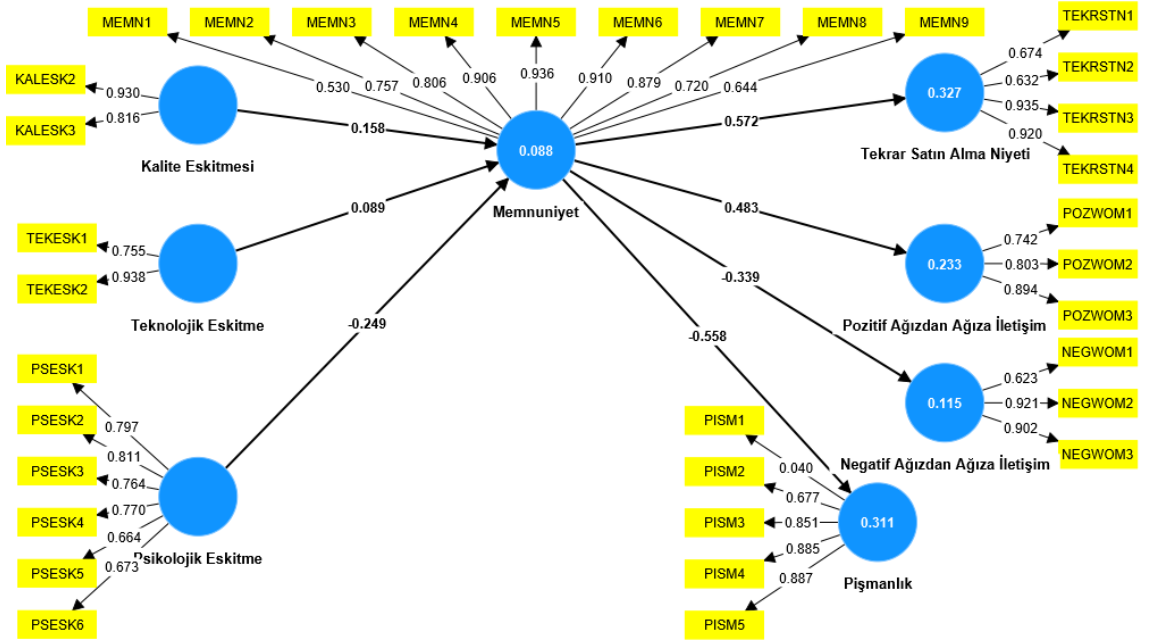 MEMN1
MEMN2
MEMN3
MEMN4
MEMN5
MEMN6
MEMN7
MEMN8
MEMN9
0.530
0.757
0.806
0.906
0.936
0.910
0.879
0.720
0.644
KALESK2
0.930
KALESK3
0.816
Kalite Eskitmesi
0.158
0.088
Memnuniyet
TEKESK1
0.755
TEKESK2
0.938
Teknolojik Eskitme
0.089
PSESK1
0.797
PSESK2
0.811
PSESK3
0.764
PSESK4
0.770
PSESK5
0.664
PSESK6
0.673
Psikolojik Eskitme
-0.249
0.572
0.327
Tekrar Satın Alma Niyeti
TEKRSTN1
0.674
TEKRSTN2
0.632
TEKRSTN3
0.935
TEKRSTN4
0.920
0.483
0.233
Pozitif Ağızdan Ağıza İletişim
POZWOM1
0.742
POZWOM2
0.803
POZWOM3
0.894
-0.339
0.115
Negatif Ağızdan Ağıza İletişim
NEGWOM1
0.623
NEGWOM2
0.921
NEGWOM3
0.902
-0.558
0.311
Pişmanlık
PISM1
0.040
PISM2
0.677
PISM3
0.851
PISM4
0.885
PISM5
0.887